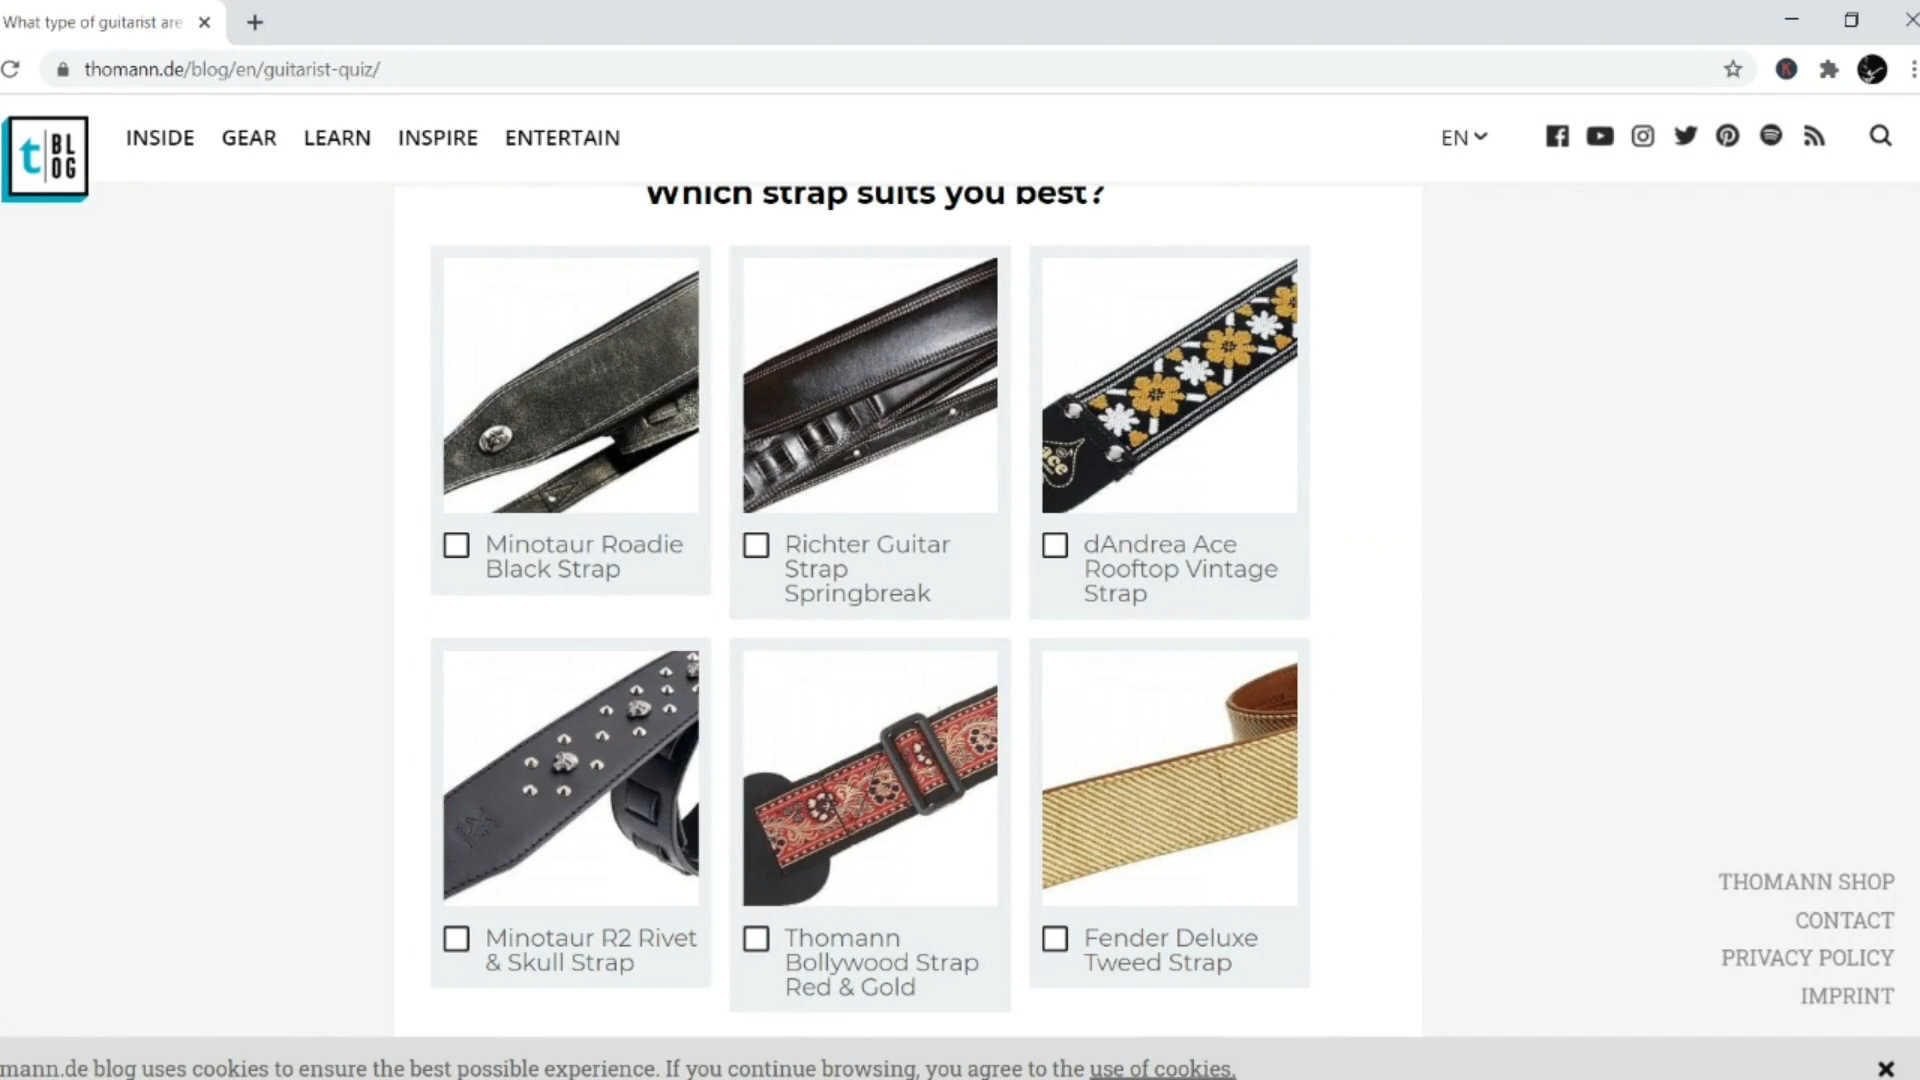 What type of guitarist are
thomann.de/blog/en/guitarist-quiz/
t BL
OG
INSIDE GEAR LEARN INSPIRE ENTERTAIN
EN
Which strap suits you best?
Minotaur Roadie
Black Strap
Richter Guitar
Strap
Springbreak
ace
dAndrea Ace
Rooftop Vintage
Strap
Minotaur R2 Rivet
& Skull Strap
Thomann
Bollywood Strap
Red & Gold
Fender Deluxe
Tweed Strap
THOMANN SHOP
CONTACT
PRIVACY POLICY
IMPRINT
mann.de blog uses cookies to ensure the best possible experience. If you continue browsing, you agree to the use of cookies.